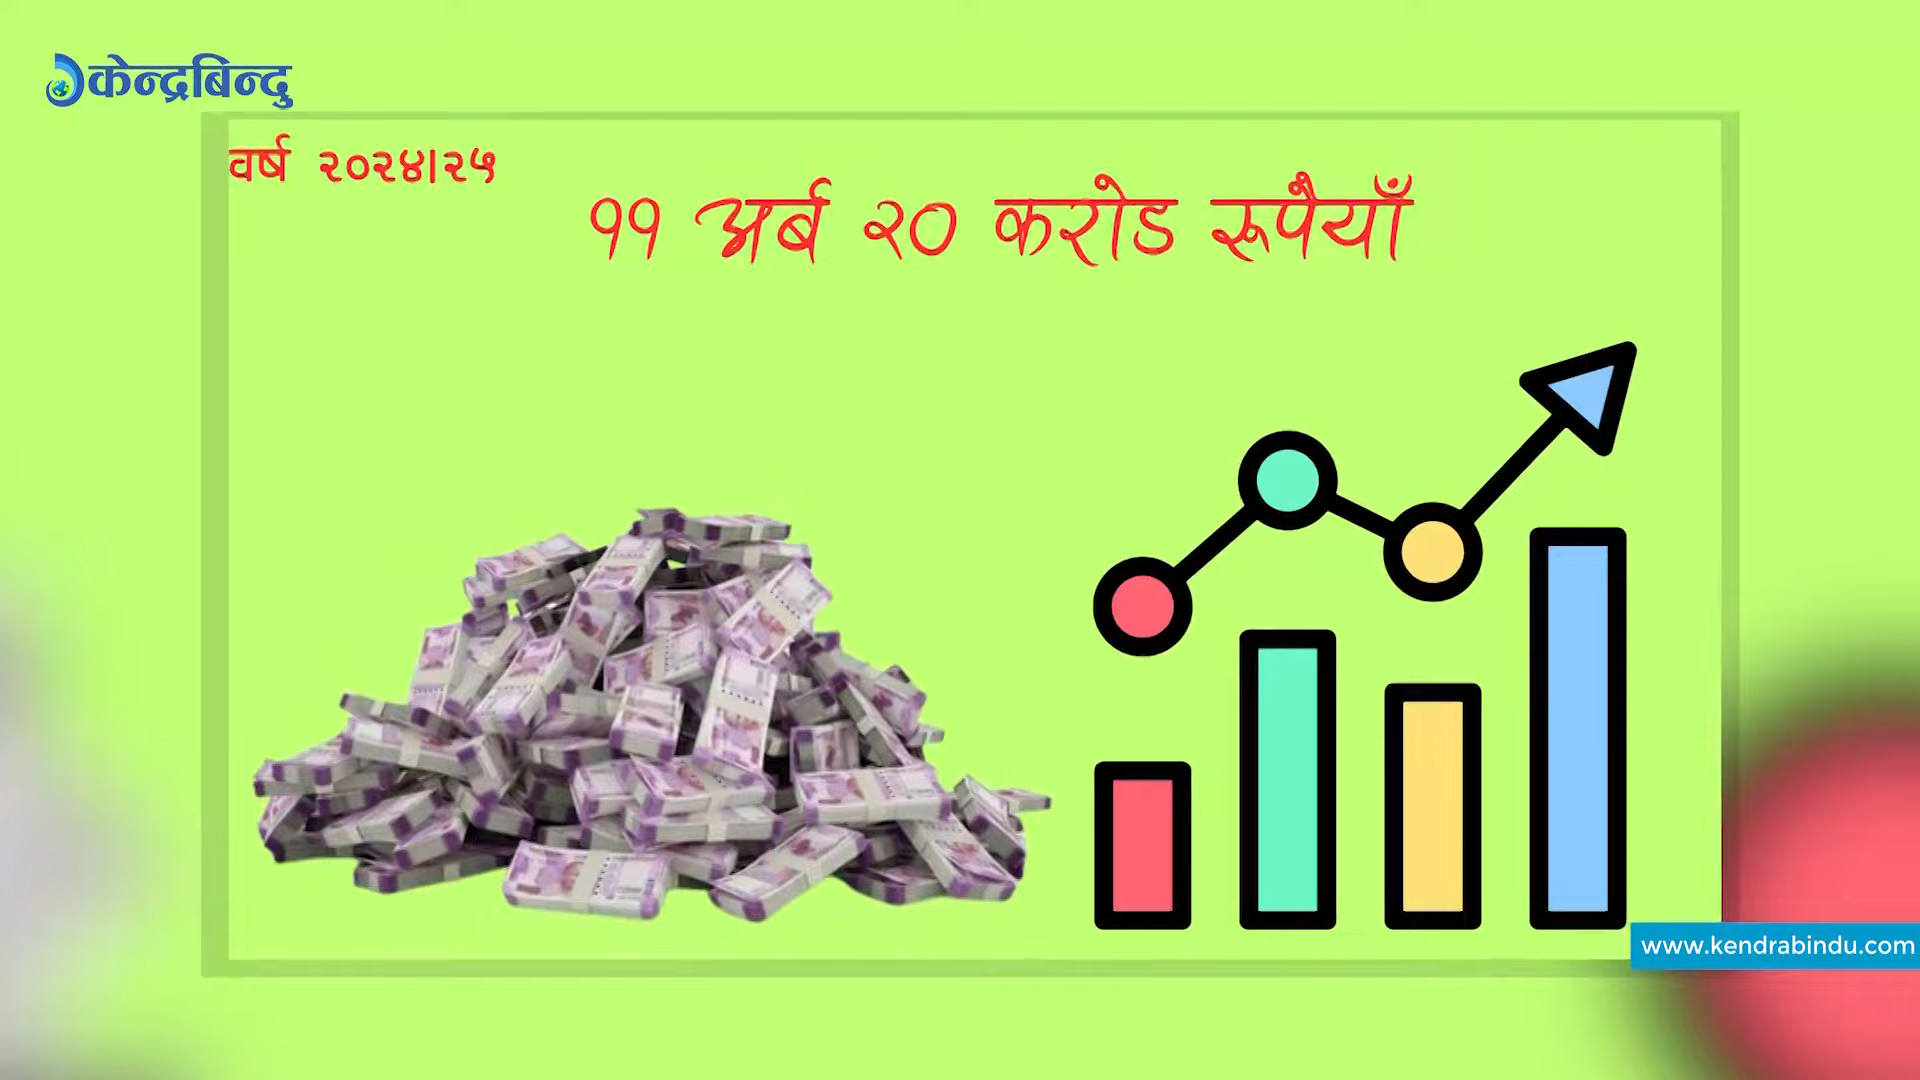 केन्द्रबिन्दु
वर्ष २०२४।२५
११ अर्ब २० करोड रूपैयाँ
www.kendrabindu.com